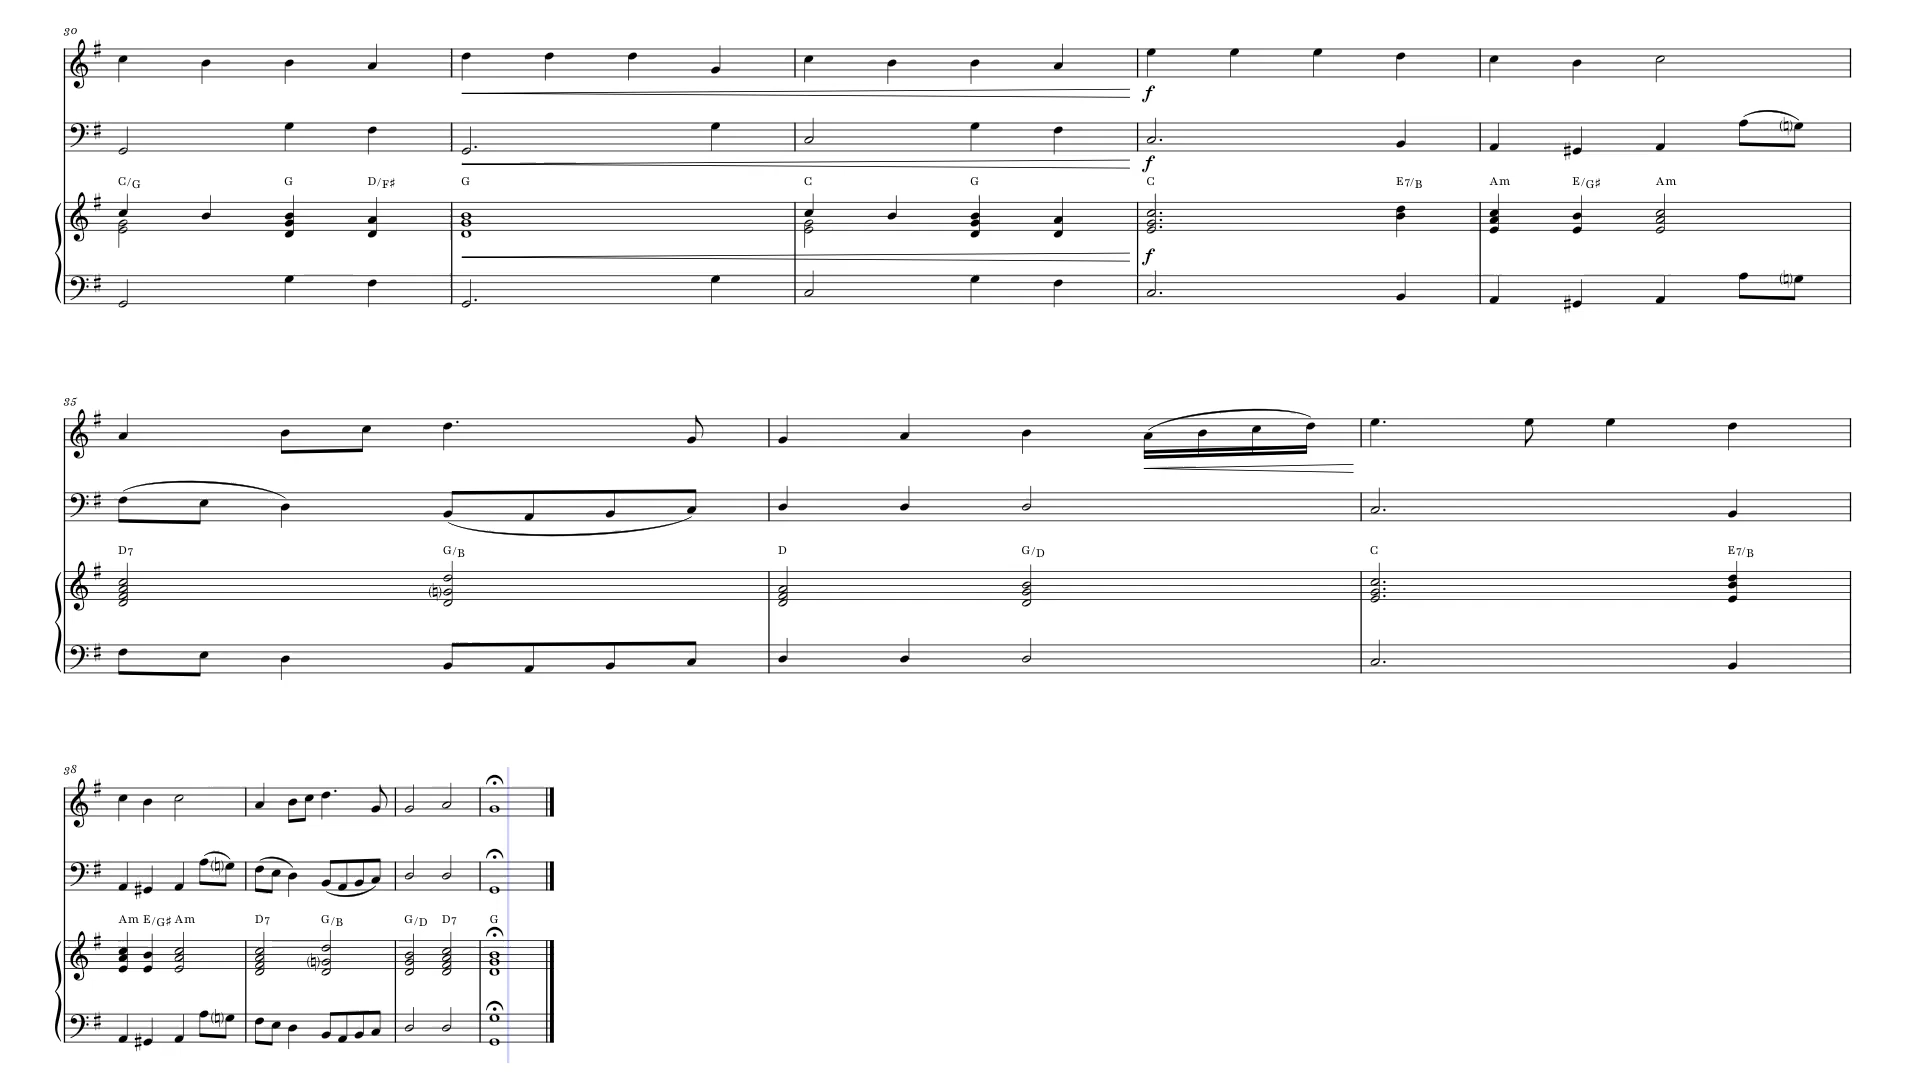 30
f
f
C/G G D/F♯ G C G C E7/B Am E/G♯ Am
f
35
D7 G/B D G/D C E7/B
38
Am E/G♯ Am D7 G/B G/D D7 G